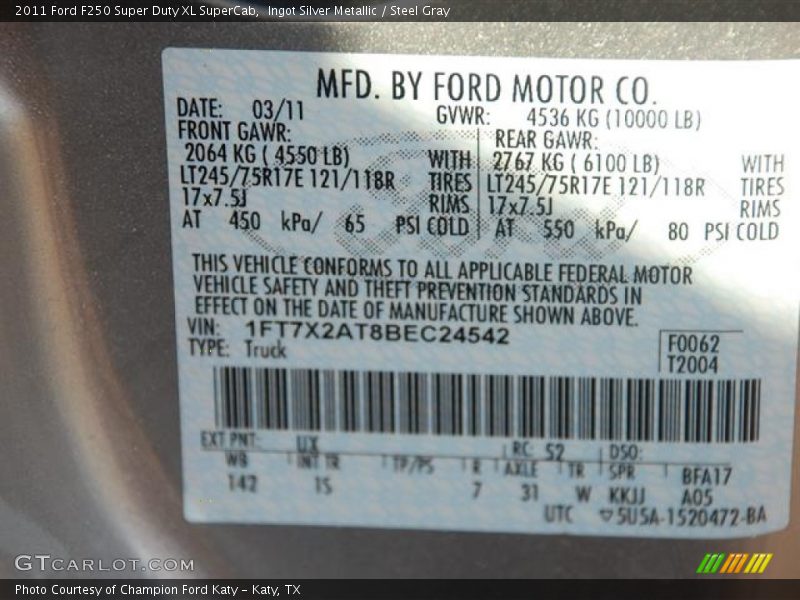 2011 Ford F250 Super Duty XL SuperCab, Ingot Silver Metallic / Steel Gray
MFD. BY FORD MOTOR CO.
DATE: 03/11 GVWR: 4536 KG (10000 LB)
FRONT GAWR: REAR GAWR:
2064 KG ( 4550 LB) WITH 2767 KG ( 6100 LB) WITH
LT245/75R17E 121/118R TIRES LT245/75R17E 121/118R TIRES
17x7.5J RIMS 17x7.5J RIMS
AT 450 kPa/ 65 PSI COLD AT 550 kPa/ 80 PSI COLD
THIS VEHICLE CONFORMS TO ALL APPLICABLE FEDERAL MOTOR
VEHICLE SAFETY AND THEFT PREVENTION STANDARDS IN
EFFECT ON THE DATE OF MANUFACTURE SHOWN ABOVE.
VIN: 1FT7X2AT8BEC24542
TYPE: Truck
F0062
T2004
EXT PNT: UX RC: 52 DSO:
WB INT TR TP/PS R AXLE TR SPR BFA17
142 15 7 31 W KKJJ A05
UTC ▽5U5A-1520472-BA
GTCARLOT.COM
Photo Courtesy of Champion Ford Katy - Katy, TX